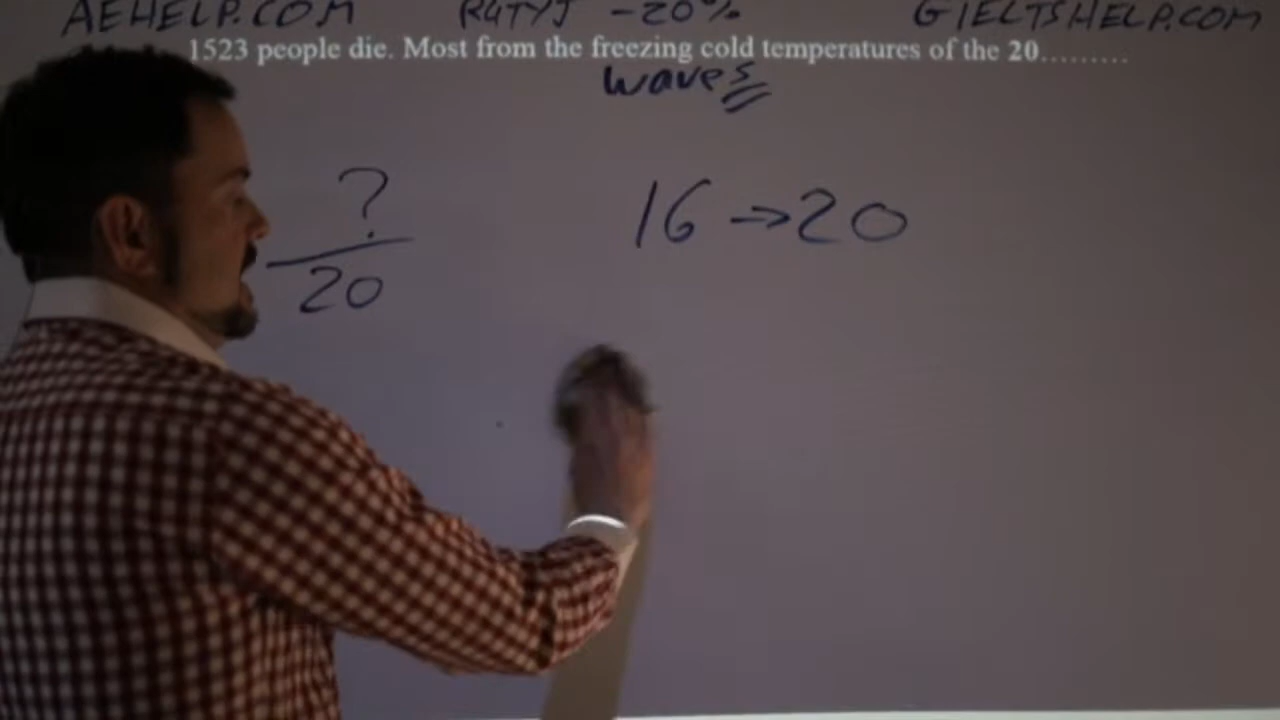 AEHELP.COM R4TYJ -20% GIELTSHELP.COM
1523 people die. Most from the freezing cold temperatures of the 20.........
waves
?
20
16 → 20